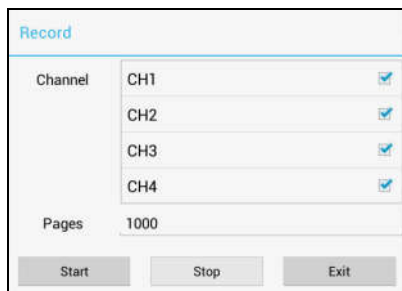 Record
Channel CH1
CH2
CH3
CH4
Pages 1000
Start Stop Exit